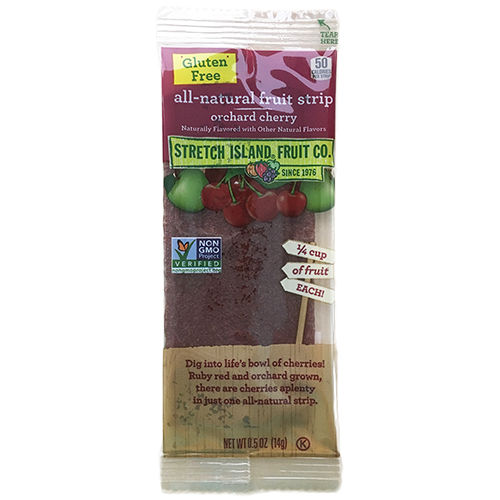 TEAR
HERE
Gluten
Free
50
CALORIES
PER STRIP
all-natural fruit strip
orchard cherry
Naturally Flavored with Other Natural Flavors
STRETCH ISLAND FRUIT CO.
SINCE 1976
NON
GMO
Project
VERIFIED
nongmoproject.org
¼ cup
of fruit
EACH!
Dig into life's bowl of cherries!
Ruby red and orchard grown,
there are cherries aplenty
in just one all-natural strip.
NET WT 0.5 OZ (14g) K